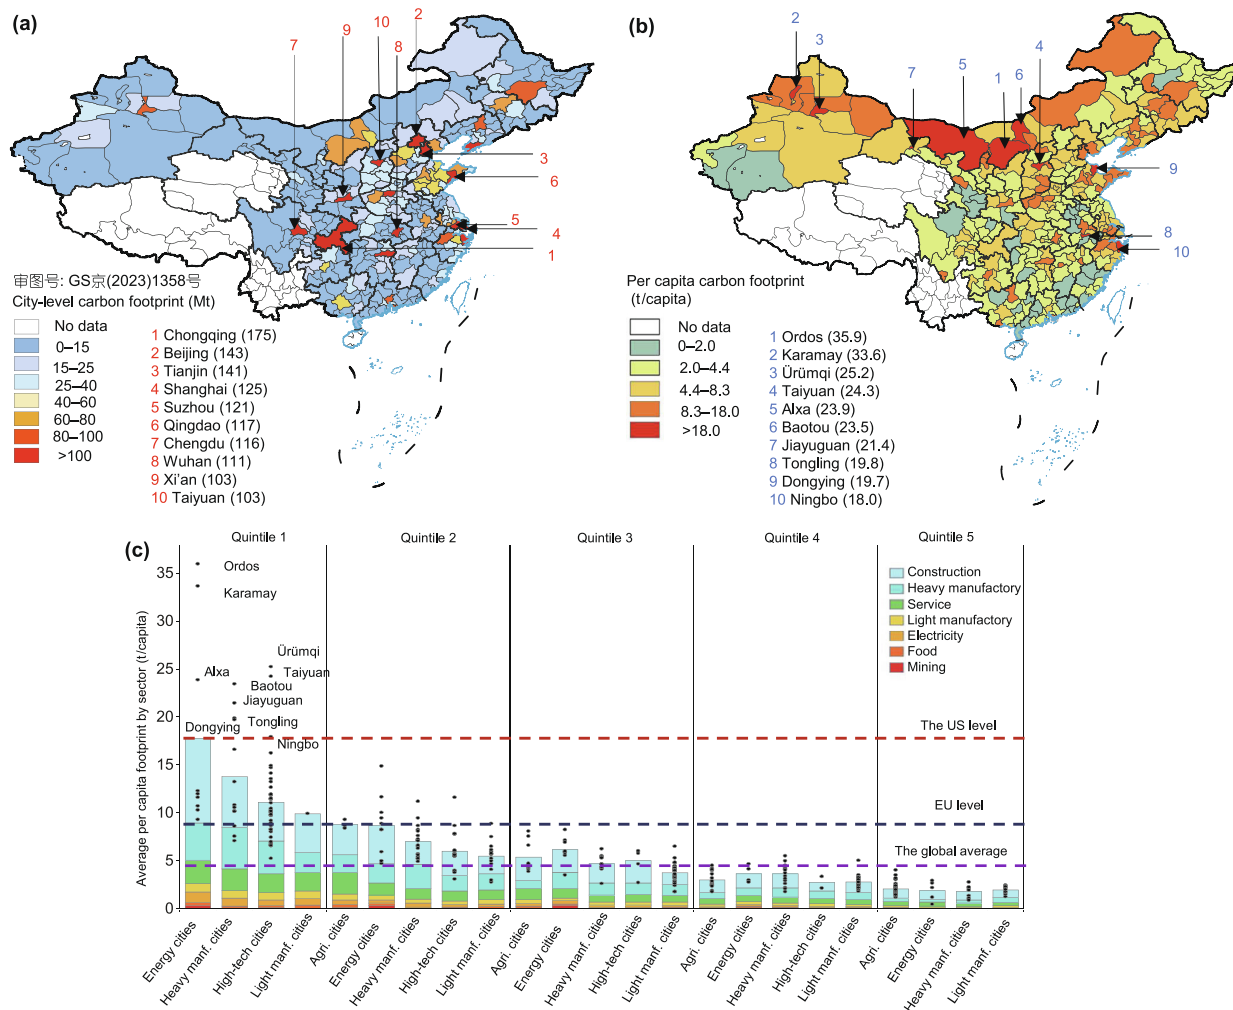 (a)
7
9
10
2
8
3
6
5
4
1
审图号: GS京(2023)1358号
City-level carbon footprint (Mt)
No data
0–15
15–25
25–40
40–60
60–80
80–100
>100
1 Chongqing (175)
2 Beijing (143)
3 Tianjin (141)
4 Shanghai (125)
5 Suzhou (121)
6 Qingdao (117)
7 Chengdu (116)
8 Wuhan (111)
9 Xi'an (103)
10 Taiyuan (103)
(b)
2
3
7
5
1
6
4
9
8
10
Per capita carbon footprint
(t/capita)
No data
0–2.0
2.0–4.4
4.4–8.3
8.3–18.0
>18.0
1 Ordos (35.9)
2 Karamay (33.6)
3 Ürümqi (25.2)
4 Taiyuan (24.3)
5 Alxa (23.9)
6 Baotou (23.5)
7 Jiayuguan (21.4)
8 Tongling (19.8)
9 Dongying (19.7)
10 Ningbo (18.0)
(c)
Quintile 1
Quintile 2
Quintile 3
Quintile 4
Quintile 5
Average per capita footprint by sector (t/capita)
35
30
25
20
15
10
5
0
Ordos
Karamay
Ürümqi
Alxa
Taiyuan
Baotou
Jiayuguan
Tongling
Dongying
Ningbo
Construction
Heavy manufactory
Service
Light manufactory
Electricity
Food
Mining
The US level
EU level
The global average
Energy cities
Heavy manf. cities
High-tech cities
Light manuf. cities
Agri. cities
Energy cities
Heavy manuf. cities
High-tech cities
Light manuf. cities
Agri. cities
Energy cities
Heavy manuf. cities
High-tech cities
Light manuf. cities
Agri. cities
Energy cities
Heavy manuf. cities
High-tech cities
Light manuf. cities
Agri. cities
Energy cities
Heavy manuf. cities
Light manuf. cities